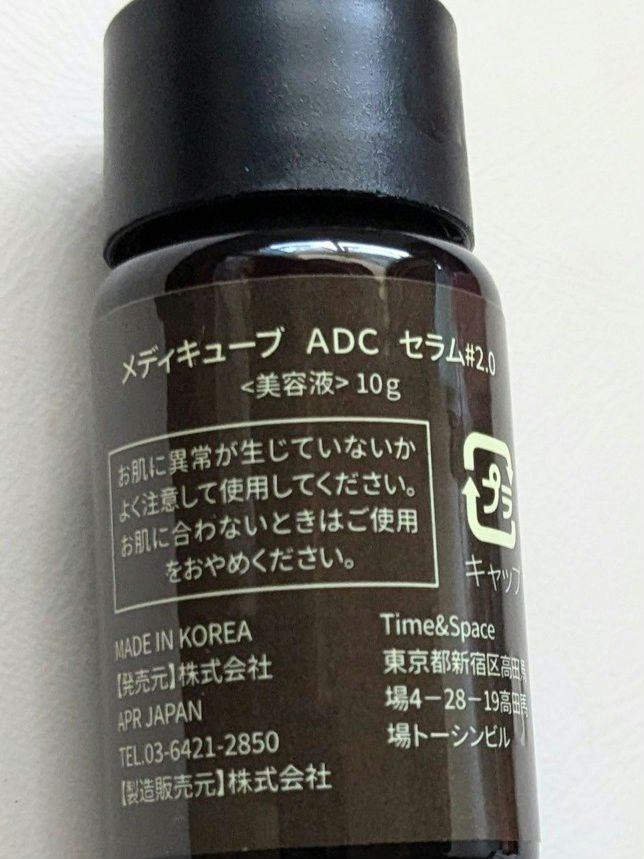 メディキューブ ADC セラム#2.0
<美容液> 10g
お肌に異常が生じていないか
よく注意して使用してください。
お肌に合わないときはご使用
をおやめください。
プラ
キャップ
MADE IN KOREA
【発売元】株式会社
APR JAPAN
TEL.03-6421-2850
【製造販売元】株式会社
Time&Space
東京都新宿区高田馬
場4-28-19高田馬
場トーシンビル